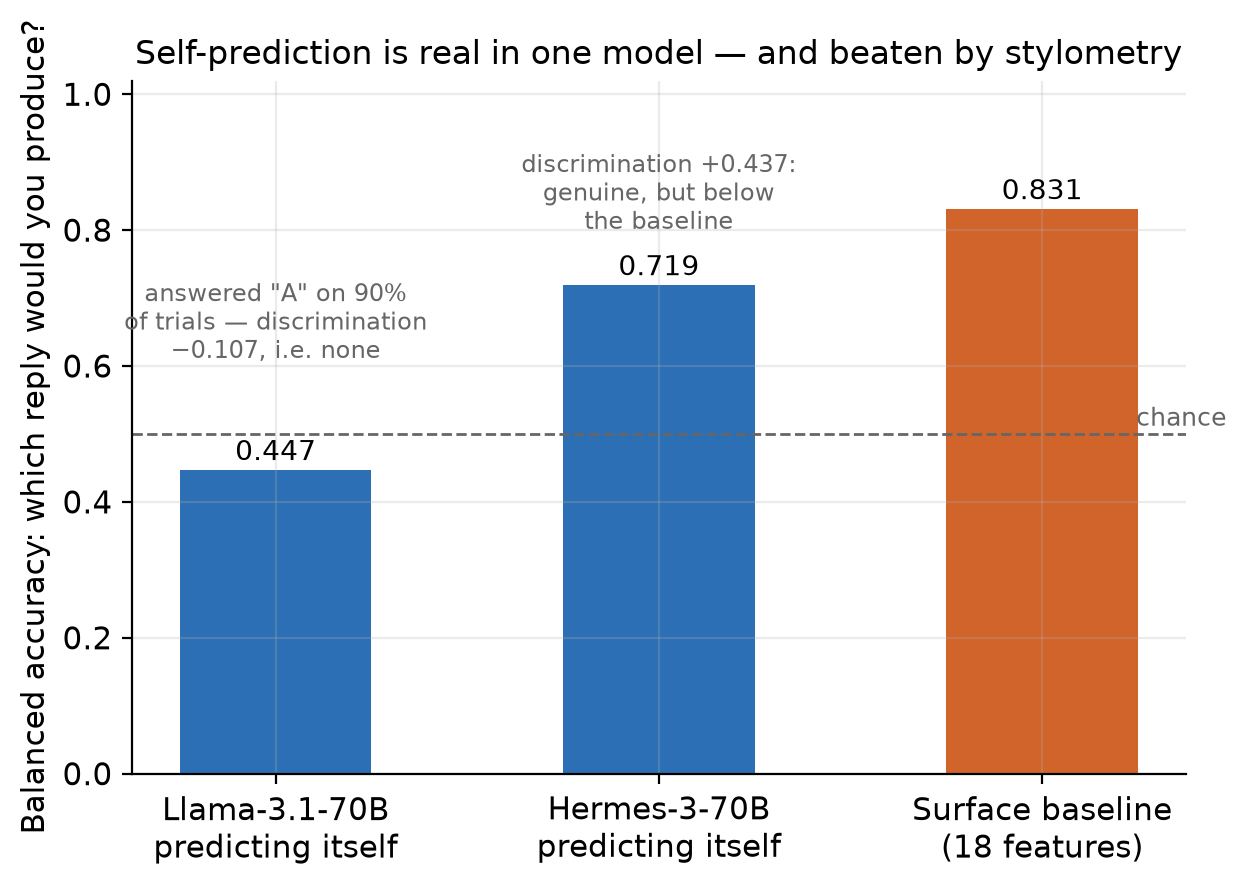 Self-prediction is real in one model — and beaten by stylometry
Balanced accuracy: which reply would you produce?
1.0
0.8
0.6
0.4
0.2
0.0
answered "A" on 90%
of trials — discrimination
−0.107, i.e. none
0.447
discrimination +0.437:
genuine, but below
the baseline
0.719
0.831
chance
Llama-3.1-70B
predicting itself
Hermes-3-70B
predicting itself
Surface baseline
(18 features)